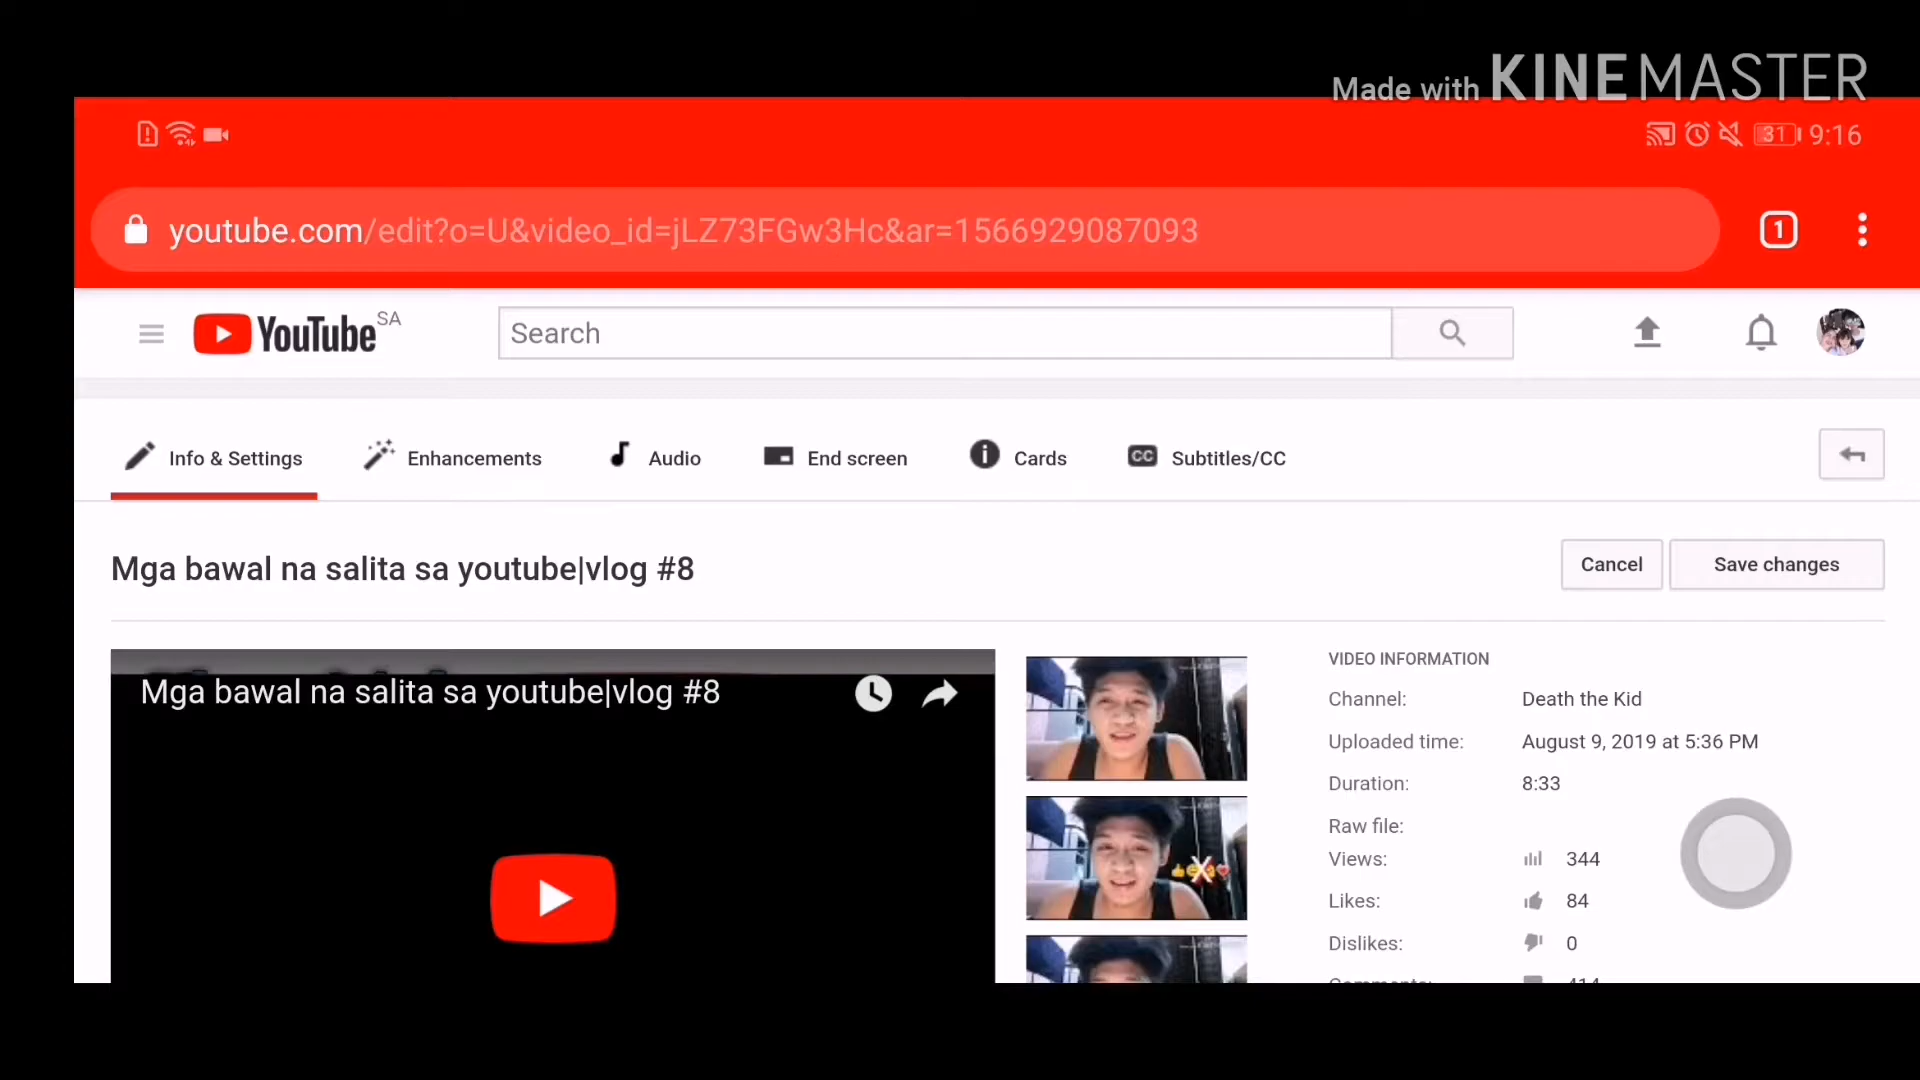 Made with KINEMASTER
31 9:16
youtube.com/edit?o=U&video_id=jLZ73FGw3Hc&ar=1566929087093
1
YouTube SA
Search
Info & Settings
Enhancements
Audio
End screen
Cards
CC Subtitles/CC
Mga bawal na salita sa youtube|vlog #8
Cancel
Save changes
Mga bawal na salita sa youtube|vlog #8
VIDEO INFORMATION
Channel: Death the Kid
Uploaded time: August 9, 2019 at 5:36 PM
Duration: 8:33
Raw file:
Views: 344
Likes: 84
Dislikes: 0